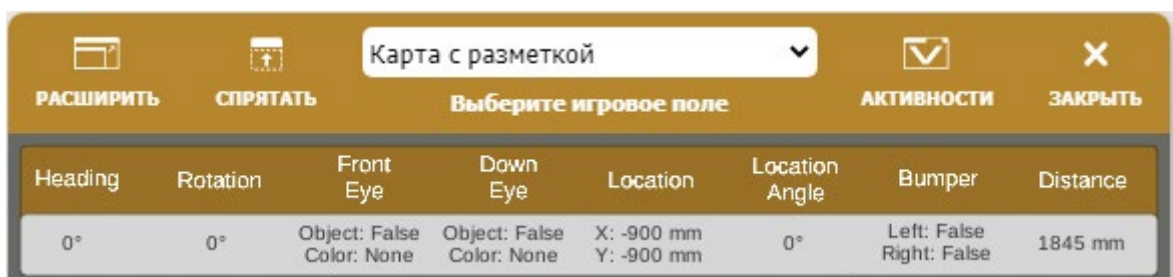 Карта с разметкой
РАСШИРИТЬ СПРЯТАТЬ Выберите игровое поле АКТИВНОСТИ ЗАКРЫТЬ
Heading Rotation Front Eye Down Eye Location Location Angle Bumper Distance
0° 0° Object: False Color: None Object: False Color: None X: -900 mm Y: -900 mm 0° Left: False Right: False 1845 mm